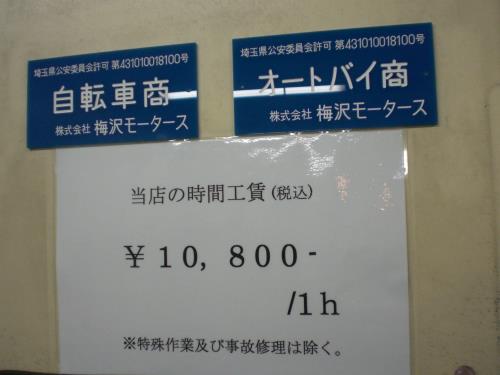 埼玉県公安委員会許可 第431010018100号
自転車商
株式会社 梅沢モータース
埼玉県公安委員会許可 第431010018100号
オートバイ商
株式会社 梅沢モータース
当店の時間工賃(税込)
￥10,800-
/1h
※特殊作業及び事故修理は除く。